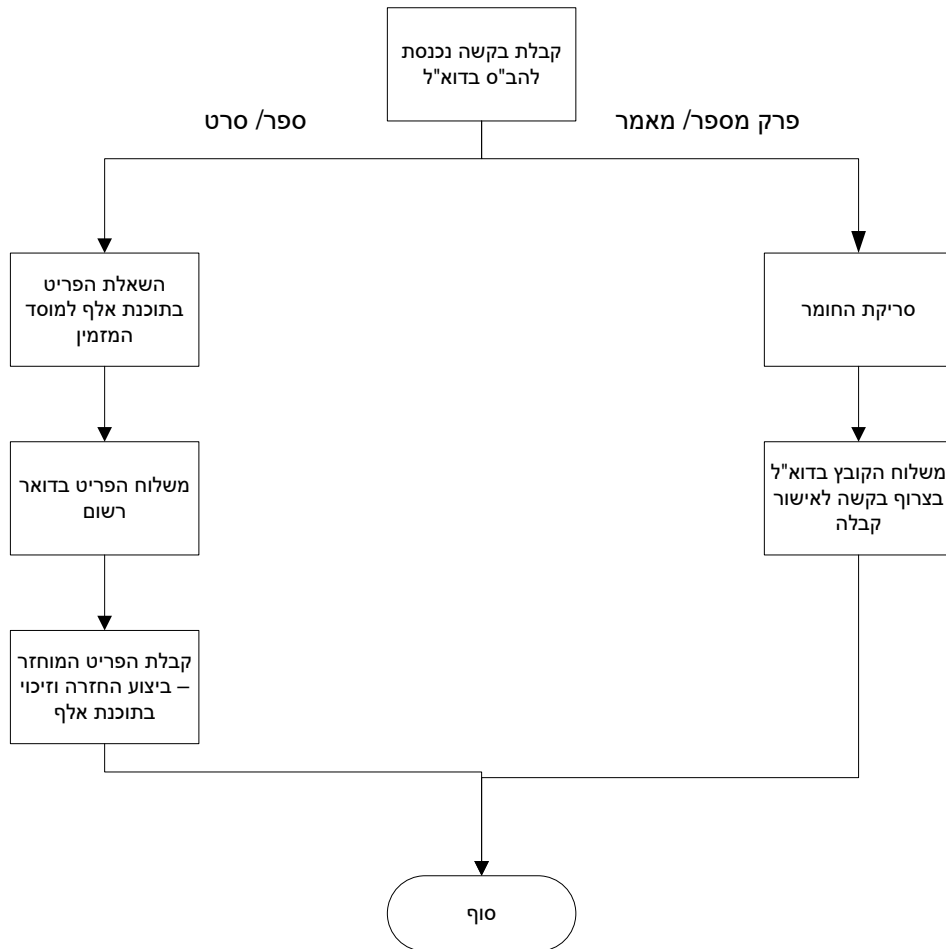 קבלת בקשה נכנסת
להב"ס בדוא"ל
פרק מספר/ מאמר
ספר/ סרט
סריקת החומר
השאלת הפריט
בתוכנת אלף למוסד
המזמין
משלוח הקובץ בדוא"ל
בצרוף בקשה לאישור
קבלה
משלוח הפריט בדואר
רשום
קבלת הפריט המוחזר
– ביצוע החזרה וזיכוי
בתוכנת אלף
סוף